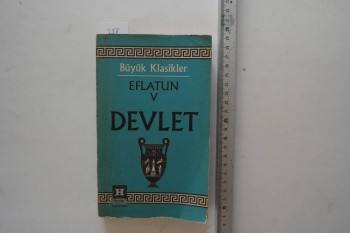 Büyük Klasikler
EFLATUN
V
DEVLET
H